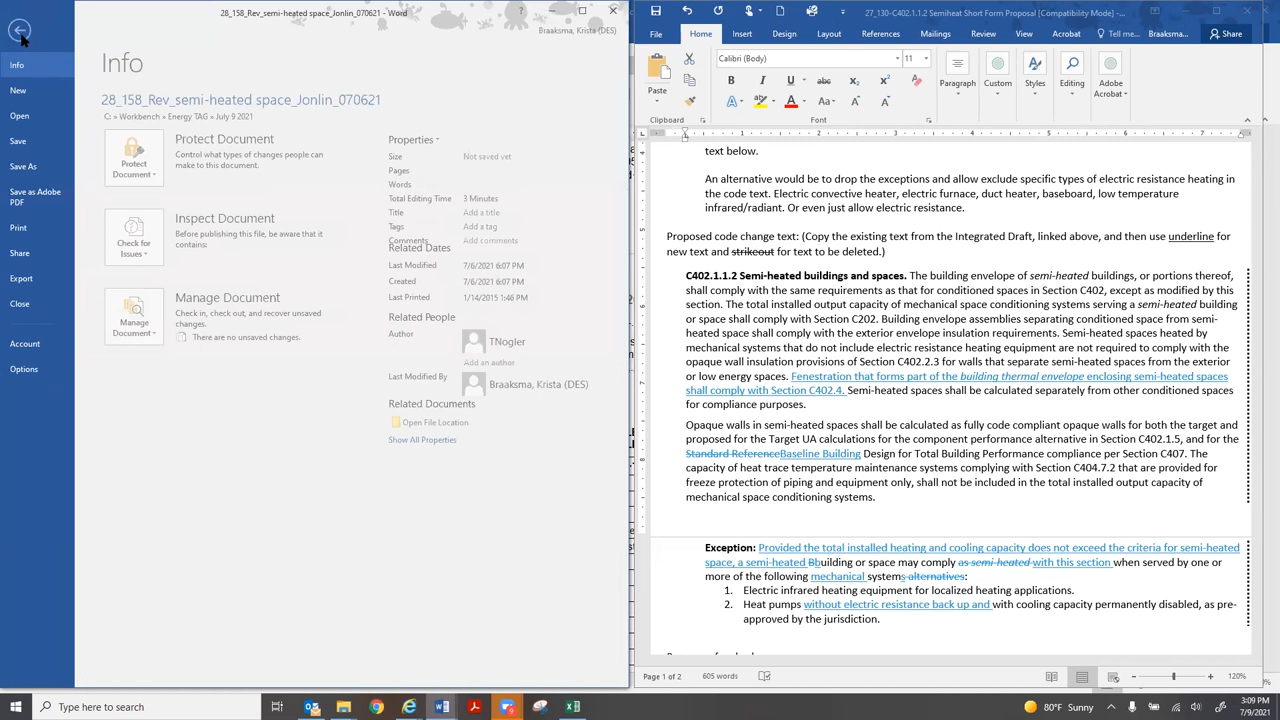 28_158_Rev_semi-heated space_Jonlin_070621 - Word
?
Braaksma, Krista (DES)
Info
New
Open
Save
Save As
Save as Adobe
PDF
Print
Share
Export
Close
Account
Options
Info
28_158_Rev_semi-heated space_Jonlin_070621
C: » Workbench » Energy TAG » July 9 2021
Protect
Document
Protect Document
Control what types of changes people can
make to this document.
Check for
Issues
Inspect Document
Before publishing this file, be aware that it
contains:
Manage
Document
Manage Document
Check in, check out, and recover unsaved
changes.
There are no unsaved changes.
Properties
Size Not saved yet
Pages
Words
Total Editing Time 3 Minutes
Title Add a title
Tags Add a tag
Comments Add comments
Related Dates
Last Modified 7/6/2021 6:07 PM
Created 7/6/2021 6:07 PM
Last Printed 1/14/2015 1:46 PM
Related People
Author TNogler
Add an author
Last Modified By Braaksma, Krista (DES)
Related Documents
Open File Location
Show All Properties
27_130-C402.1.1.2 Semiheat Short Form Proposal [Compatibility Mode] -...
File Home Insert Design Layout References Mailings Review View Acrobat Tell me Braaksma... Share
Paste
Clipboard
Calibri (Body) 11
B I U abc x₂ x²
A A Aa A A
Font
Paragraph
Styles
Editing
Adobe
Acrobat
Styles
1 2 3 4 5 6 7
text below.
An alternative would be to drop the exceptions and allow exclude specific types of electric resistance heating in
the code text. Electric convective heater, electric furnace, duct heater, baseboard, low temperature
infrared/radiant. Or even just allow electric resistance.
Proposed code change text: (Copy the existing text from the Integrated Draft, linked above, and then use underline for
new text and strikeout for text to be deleted.)
C402.1.1.2 Semi-heated buildings and spaces. The building envelope of semi-heated buildings, or portions thereof,
shall comply with the same requirements as that for conditioned spaces in Section C402, except as modified by this
section. The total installed output capacity of mechanical space conditioning systems serving a semi-heated building
or space shall comply with Section C202. Building envelope assemblies separating conditioned space from semi-
heated space shall comply with the exterior envelope insulation requirements. Semi-heated spaces heated by
mechanical systems that do not include electric resistance heating equipment are not required to comply with the
opaque wall insulation provisions of Section C402.2.3 for walls that separate semi-heated spaces from the exterior
or low energy spaces. Fenestration that forms part of the building thermal envelope enclosing semi-heated spaces
shall comply with Section C402.4. Semi-heated spaces shall be calculated separately from other conditioned spaces
for compliance purposes.
Opaque walls in semi-heated spaces shall be calculated as fully code compliant opaque walls for both the target and
proposed for the Target UA calculations for the component performance alternative in Section C402.1.5, and for the
Standard ReferenceBaseline Building Design for Total Building Performance compliance per Section C407. The
capacity of heat trace temperature maintenance systems complying with Section C404.7.2 that are provided for
freeze protection of piping and equipment only, shall not be included in the total installed output capacity of
mechanical space conditioning systems.
Exception: Provided the total installed heating and cooling capacity does not exceed the criteria for semi-heated
space, a semi-heated Bbuilding or space may comply as semi-heated with this section when served by one or
more of the following mechanical systems alternatives:
1. Electric infrared heating equipment for localized heating applications.
2. Heat pumps without electric resistance back up and with cooling capacity permanently disabled, as pre-
approved by the jurisdiction.
Page 1 of 2 605 words
120%
Type here to search
80°F Sunny
3:09 PM
7/9/2021